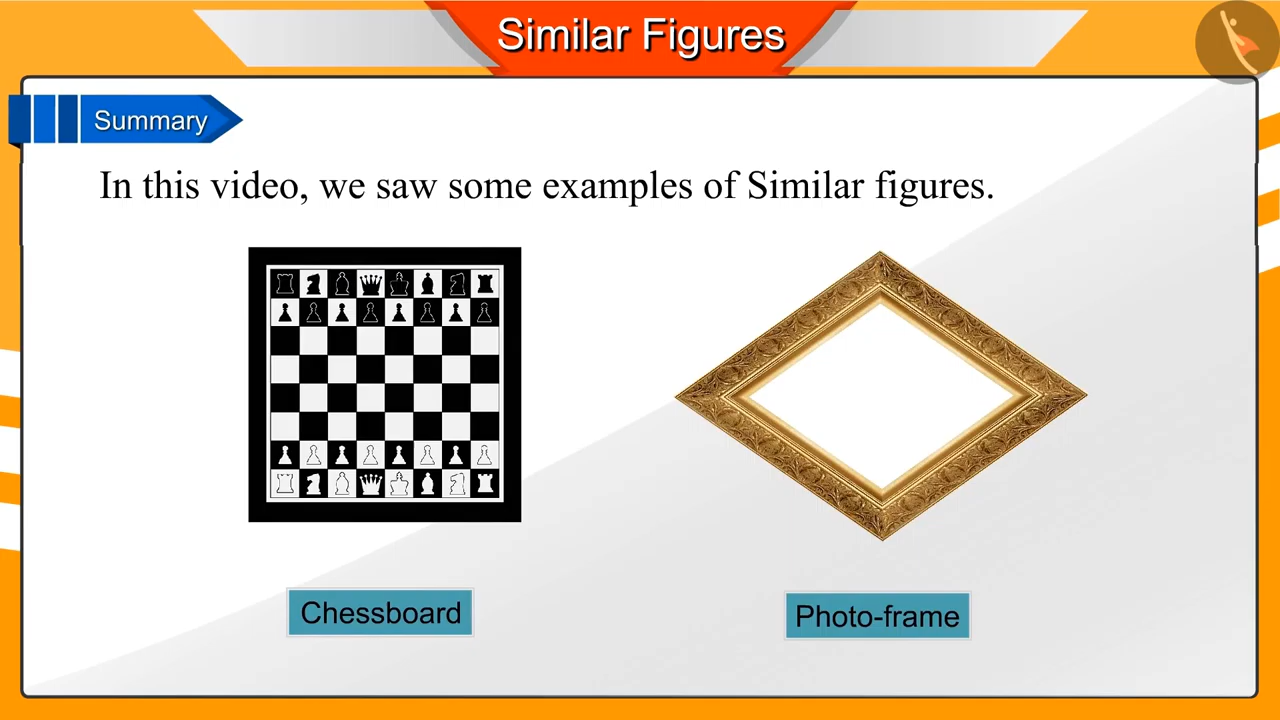 Similar Figures
Summary
In this video, we saw some examples of Similar figures.
Chessboard
Photo-frame